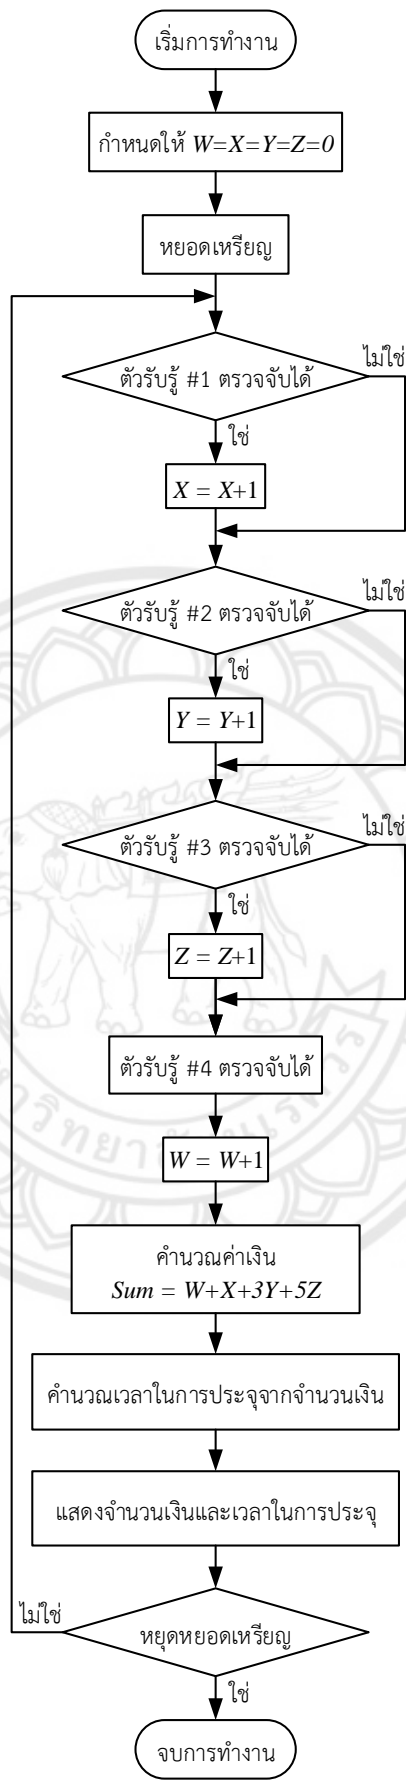 เริ่มการทำงาน
กำหนดให้ W=X=Y=Z=0
หยอดเหรียญ
ไม่ใช่
ตัวรับรู้ #1 ตรวจจับได้
ใช่
X = X+1
ไม่ใช่
ตัวรับรู้ #2 ตรวจจับได้
ใช่
Y = Y+1
ไม่ใช่
ตัวรับรู้ #3 ตรวจจับได้
ใช่
Z = Z+1
ตัวรับรู้ #4 ตรวจจับได้
W = W+1
คำนวณค่าเงิน
Sum = W+X+3Y+5Z
คำนวณเวลาในการประจุจากจำนวนเงิน
แสดงจำนวนเงินและเวลาในการประจุ
ไม่ใช่
หยุดหยอดเหรียญ
ใช่
จบการทำงาน